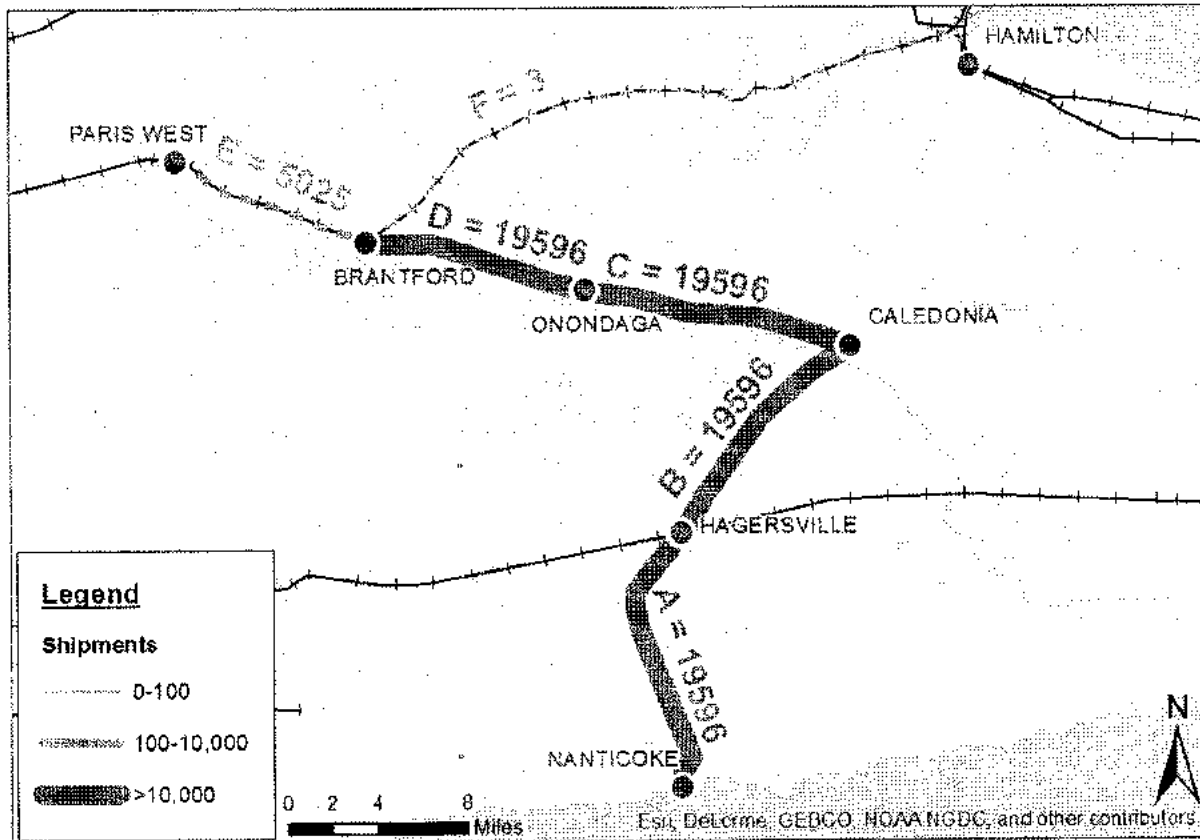 HAMILTON
F = 3
PARIS WEST
E = 5025
BRANTFORD
D = 19596
C = 19596
ONONDAGA
CALEDONIA
B = 19596
HAGERSVILLE
A = 19596
NANTICOKE
Legend
Shipments
0-100
100-10,000
>10,000
0 2 4 8
Miles
N
Esri, DeLorme, GEBCO, NOAA NGDC, and other contributors